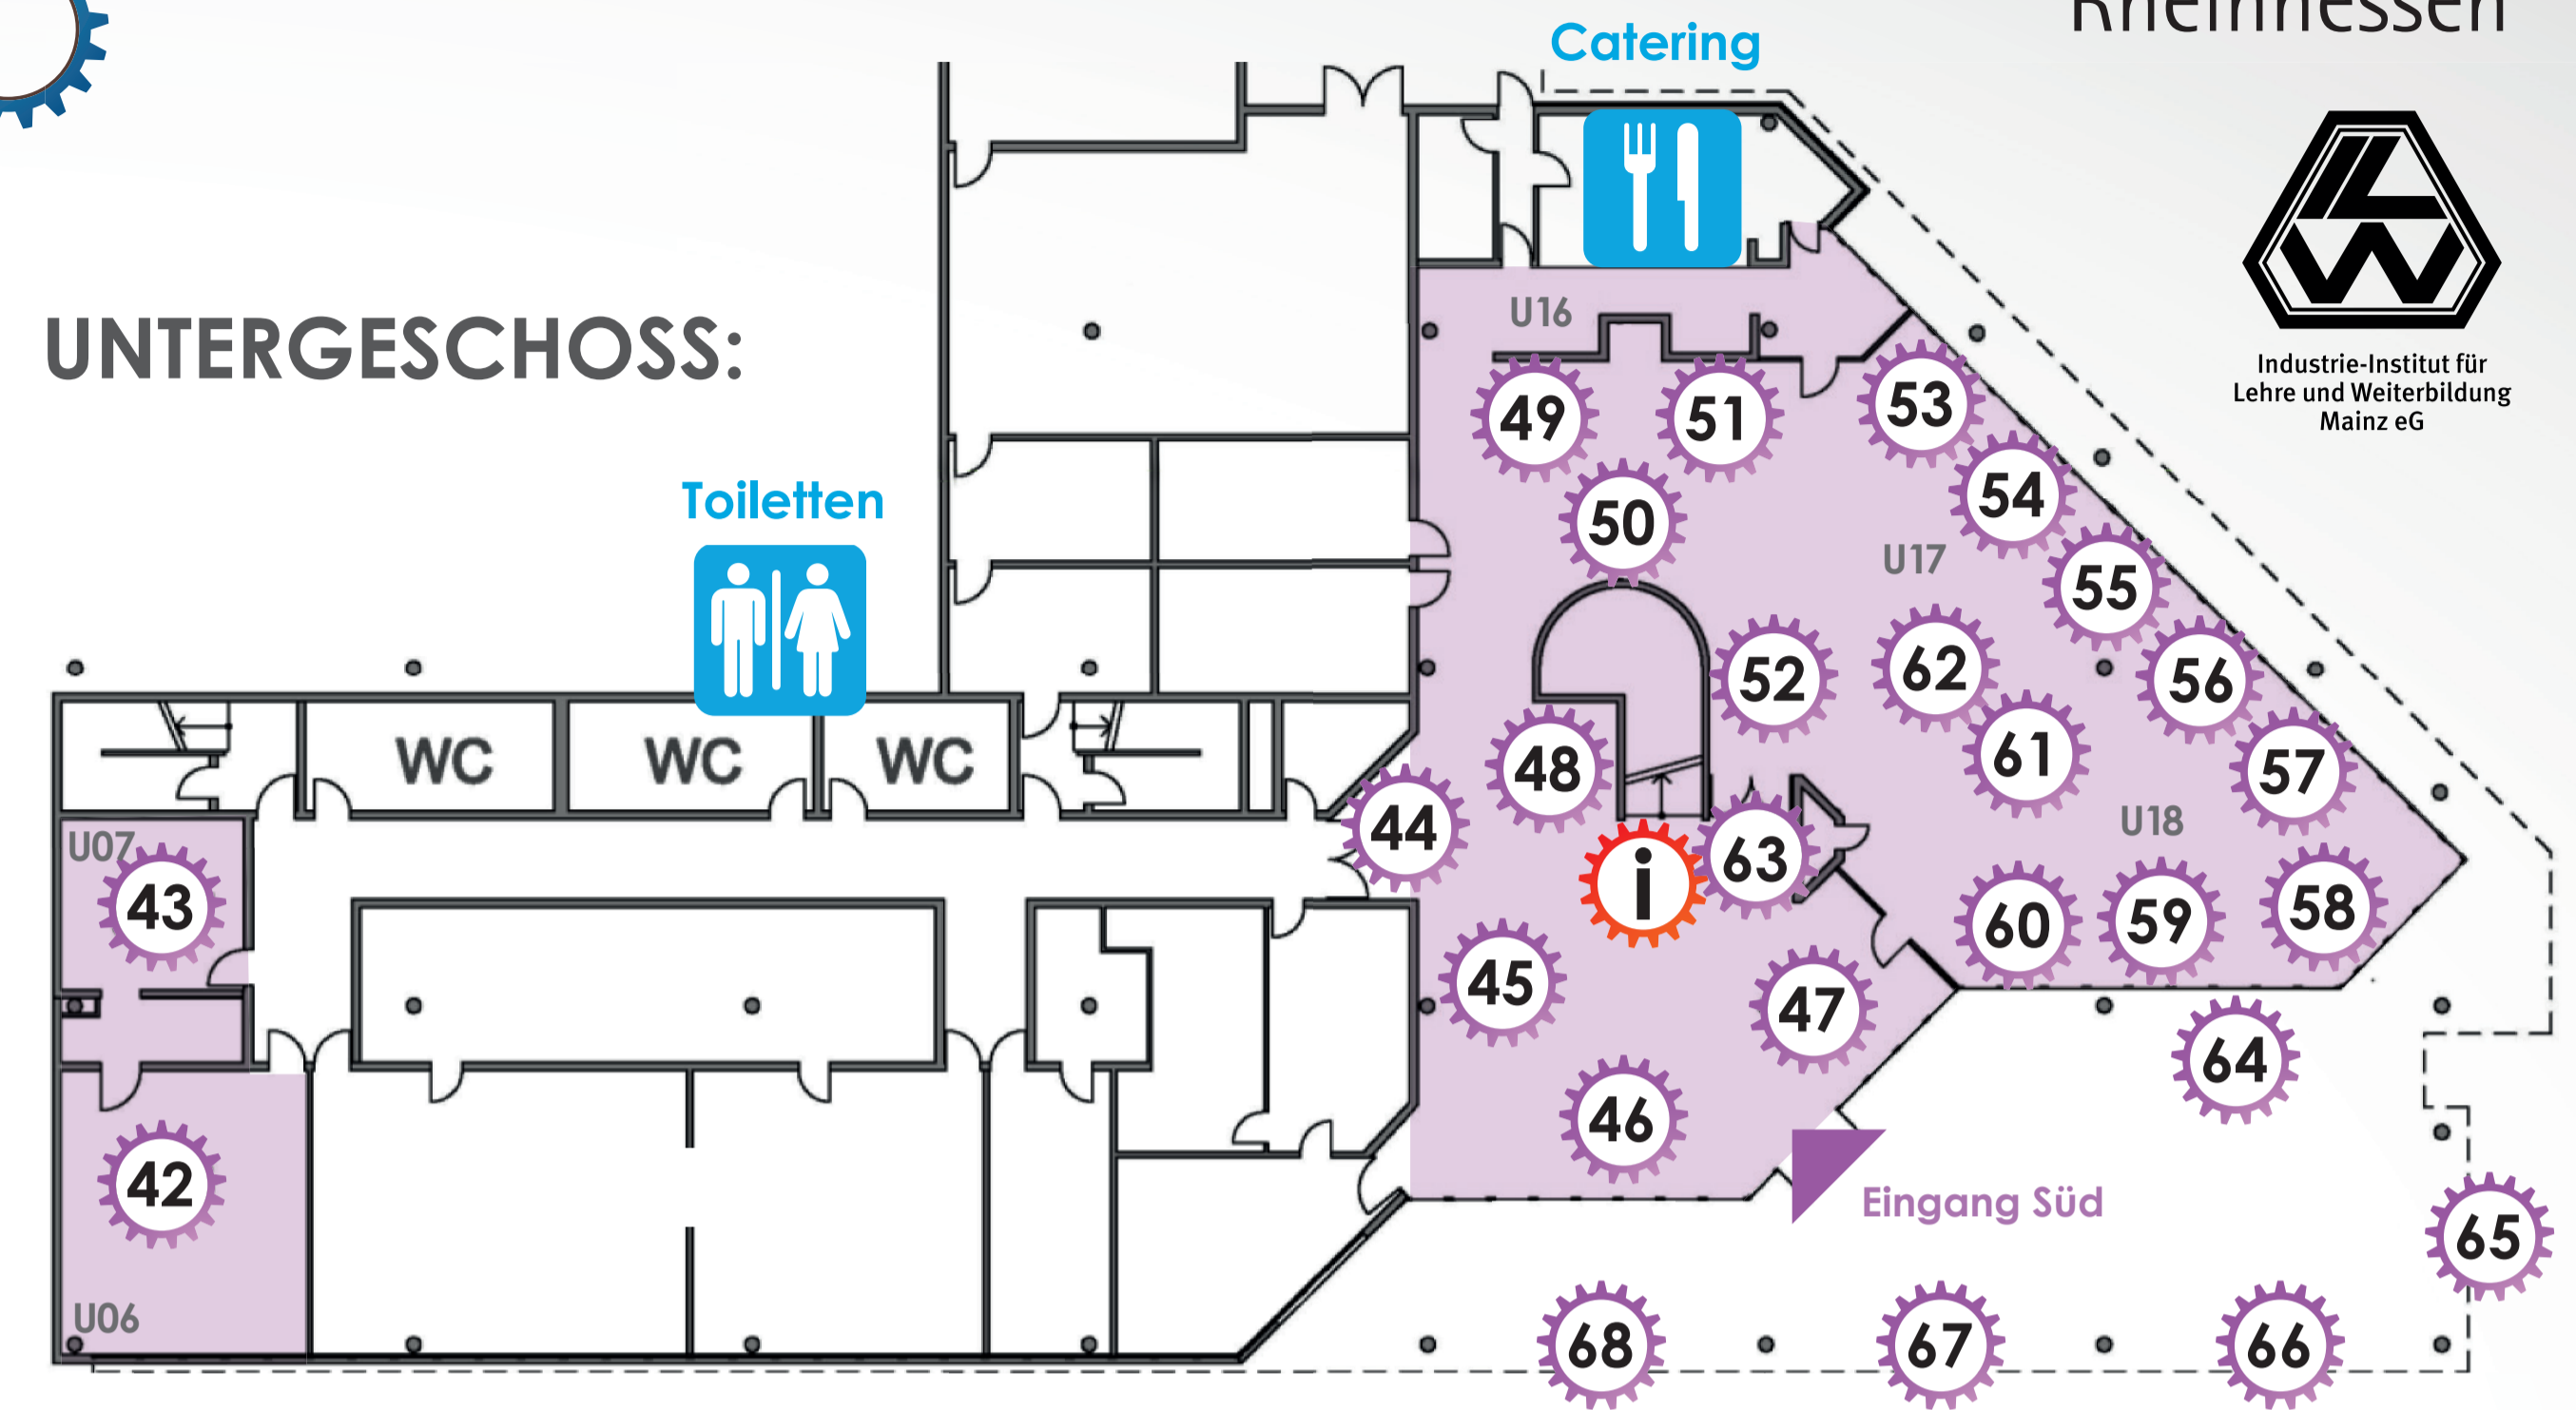 Rheinhessen
Catering
UNTERGESCHOSS:
Industrie-Institut für
Lehre und Weiterbildung
Mainz eG
U16
49
51
53
54
50
Toiletten
U17
55
52
62
56
61
57
48
WC
WC
WC
44
U18
U07
43
i
63
60
59
58
45
47
64
46
42
Eingang Süd
65
U06
68
67
66